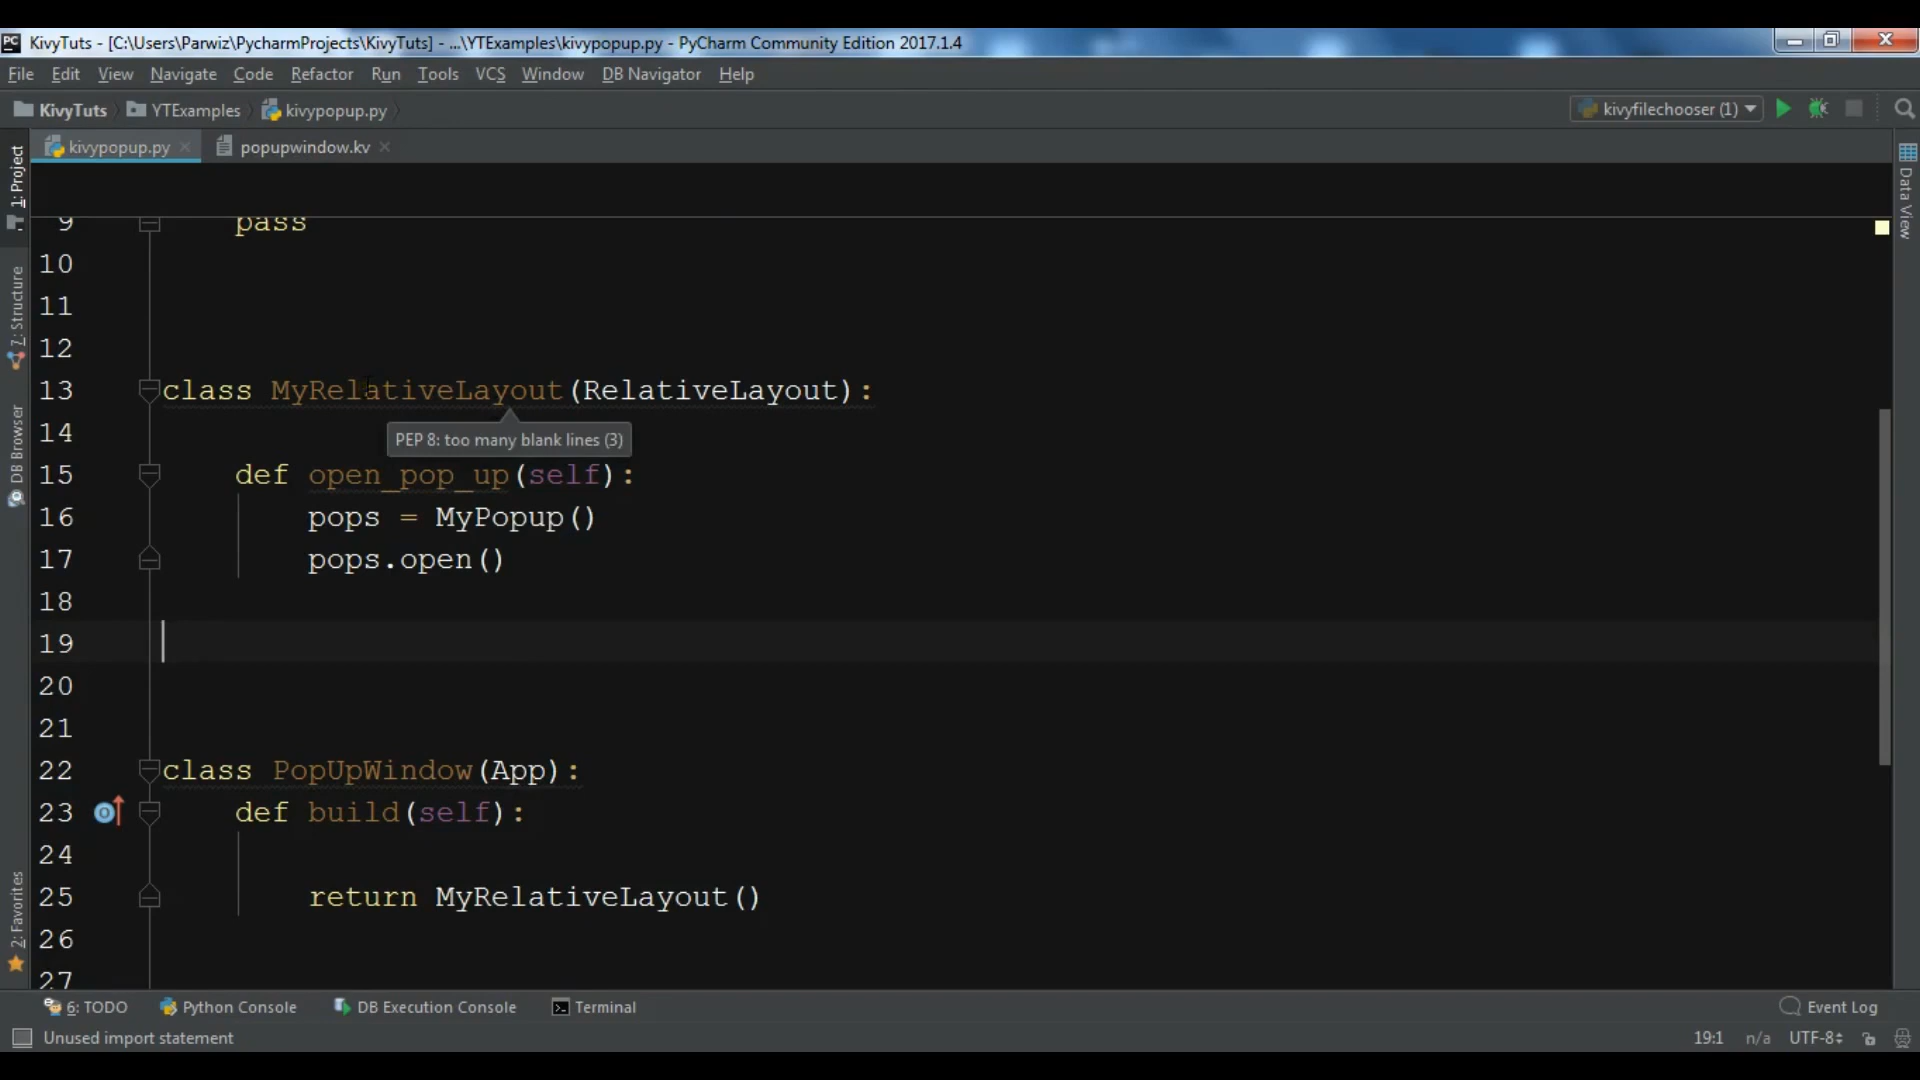 KivyTuts - [C:\Users\Parwiz\PycharmProjects\KivyTuts] - ...\YTExamples\kivypopup.py - PyCharm Community Edition 2017.1.4
File Edit View Navigate Code Refactor Run Tools VCS Window DB Navigator Help
KivyTuts YTExamples kivypopup.py kivyfilechooser (1)
kivypopup.py popupwindow.kv
1: Project
7: Structure
DB Browser
2: Favorites
Data View
9 pass
10
11
12
13 class MyRelativeLayout(RelativeLayout):
14
PEP 8: too many blank lines (3)
15 def open_pop_up(self):
16 pops = MyPopup()
17 pops.open()
18
19
20
21
22 class PopUpWindow(App):
23 def build(self):
24
25 return MyRelativeLayout()
26
27
6: TODO Python Console DB Execution Console Terminal Event Log
Unused import statement 19:1 n/a UTF-8